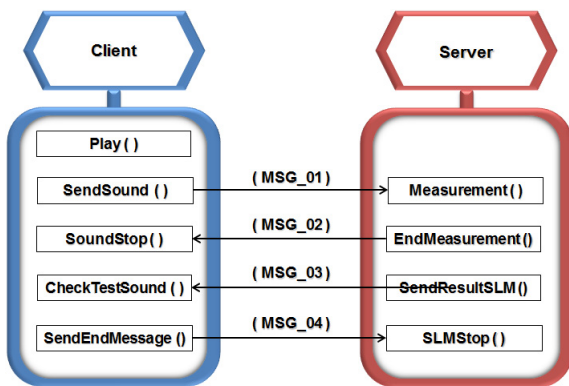 Client
Server
Play ( )
SendSound ( )
( MSG_01)
Measurement ( )
SoundStop ( )
( MSG_02)
EndMeasurement()
CheckTestSound ( )
( MSG_03)
SendResultSLM()
SendEndMessage ()
( MSG_04)
SLMStop ( )